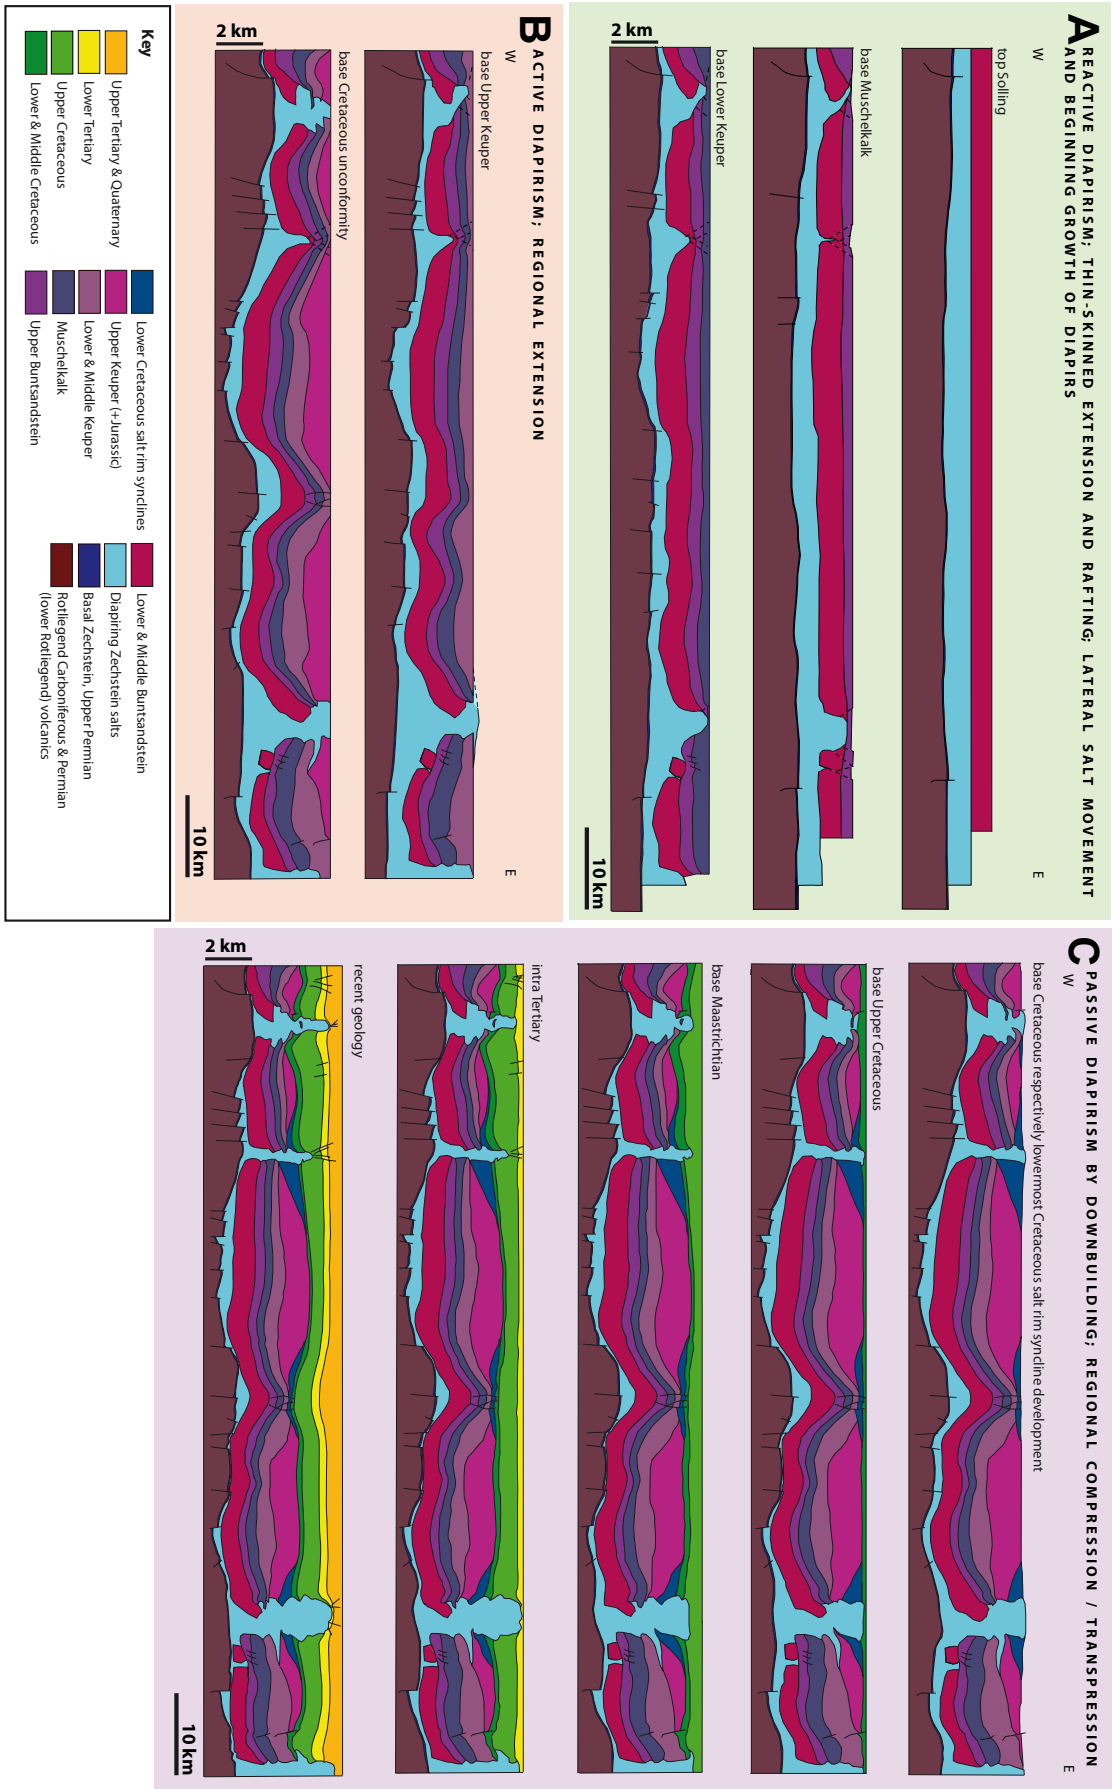 A REACTIVE DIAPIRISM; THIN-SKINNED EXTENSION AND RAFTING; LATERAL SALT MOVEMENT
AND BEGINNING GROWTH OF DIAPIRS
W
E
top Solling
base Muschelkalk
base Lower Keuper
2 km
10 km
B ACTIVE DIAPIRISM; REGIONAL EXTENSION
W
E
base Upper Keuper
base Cretaceous unconformity
2 km
10 km
Key
Upper Tertiary & Quaternary
Lower Tertiary
Upper Cretaceous
Lower & Middle Cretaceous
Lower Cretaceous salt rim synclines
Upper Keuper (+Jurassic)
Lower & Middle Keuper
Muschelkalk
Upper Buntsandstein
Lower & Middle Buntsandstein
Diapiring Zechstein salts
Basal Zechstein, Upper Permian
Rotliegend Carboniferous & Permian
(lower Rotliegend) volcanics
C PASSIVE DIAPIRISM BY DOWNBUILDING; REGIONAL COMPRESSION / TRANSPRESSION
W
E
base Cretaceous respectively lowermost Cretaceous salt rim syncline development
base Upper Cretaceous
base Maastrichtian
intra Tertiary
recent geology
2 km
10 km